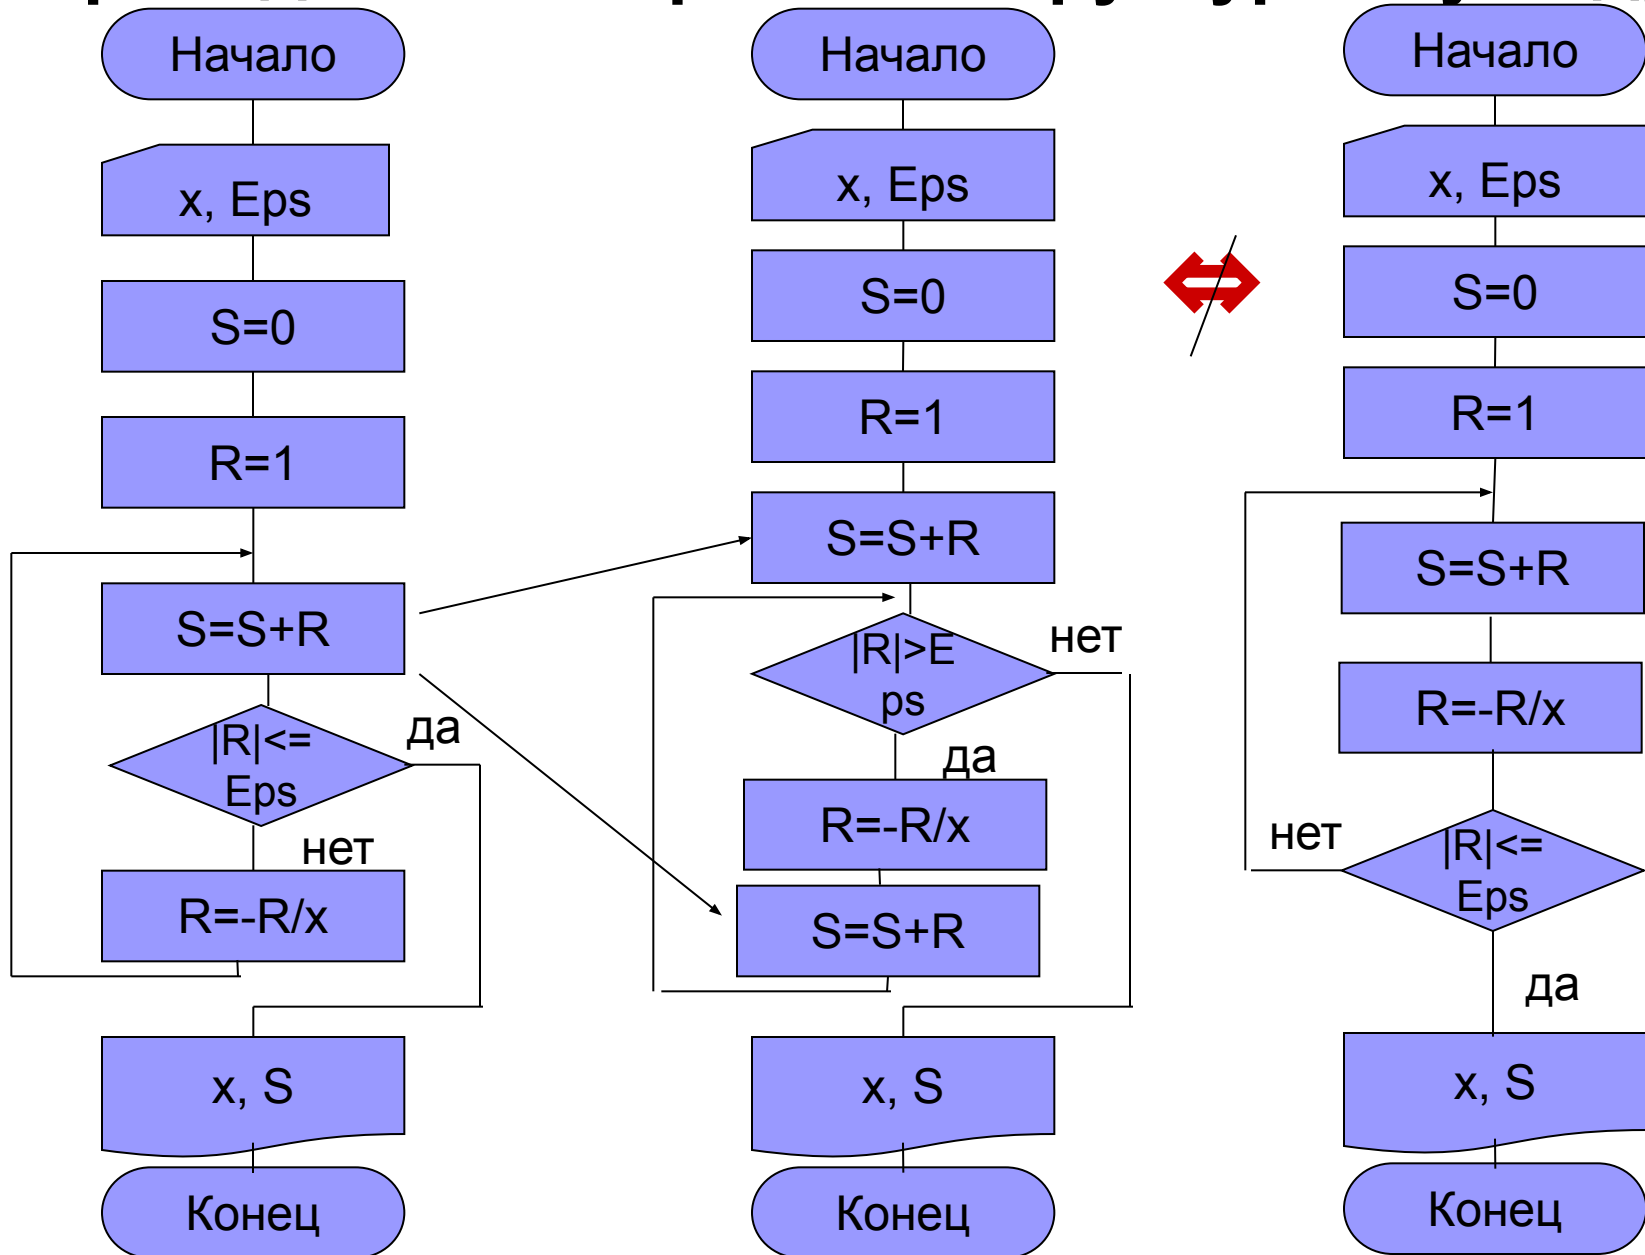 Начало
x, Eps
S=0
R=1
S=S+R
|R|<=
Eps
да
нет
R=-R/x
x, S
Конец
Начало
x, Eps
S=0
R=1
S=S+R
|R|>E
ps
нет
да
R=-R/x
S=S+R
x, S
Конец
Начало
x, Eps
S=0
R=1
S=S+R
R=-R/x
|R|<=
Eps
нет
да
x, S
Конец